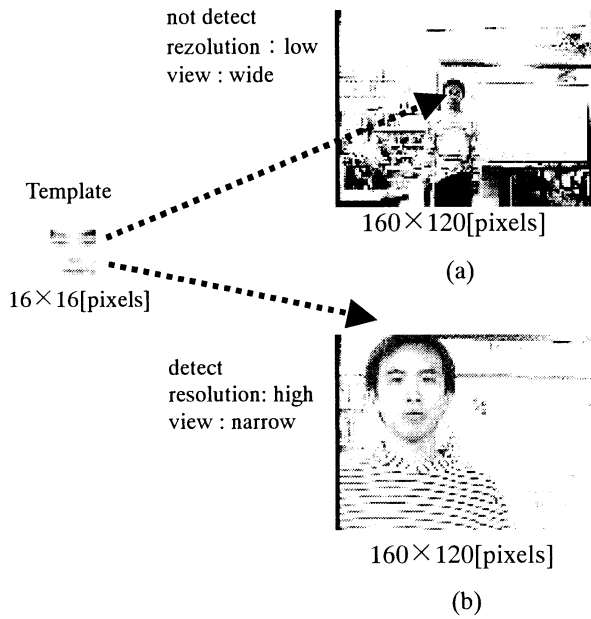 not detect
rezolution : low
view : wide
160×120[pixels]
(a)
Template
16×16[pixels]
detect
resolution: high
view : narrow
160×120[pixels]
(b)